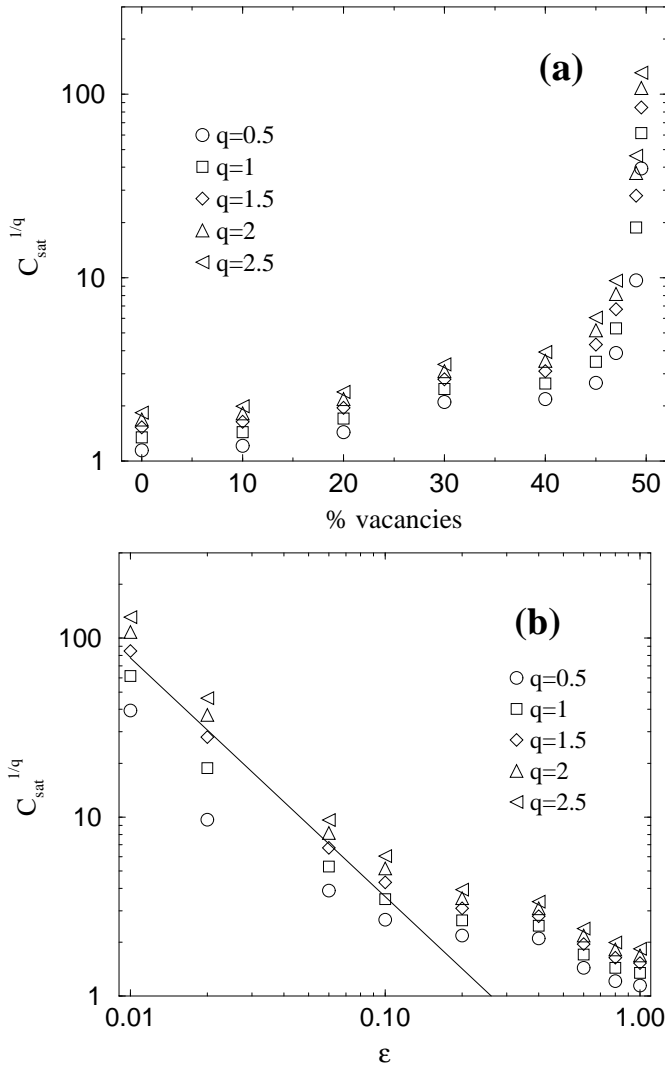 (a)
100
10
1
C_sat^1/q
q=0.5
q=1
q=1.5
q=2
q=2.5
0 10 20 30 40 50
% vacancies
(b)
100
10
1
C_sat^1/q
q=0.5
q=1
q=1.5
q=2
q=2.5
0.01 0.10 1.00
ε